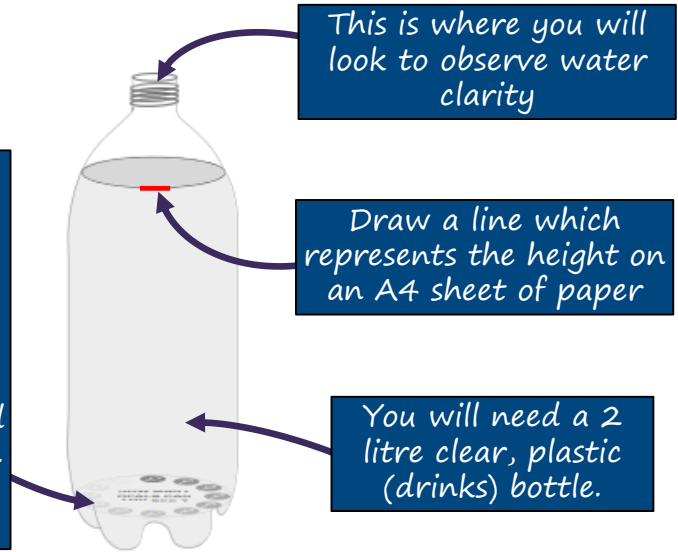 This is where you will
look to observe water
clarity
Draw a line which
represents the height on
an A4 sheet of paper
You will need a 2
litre clear, plastic
(drinks) bottle.